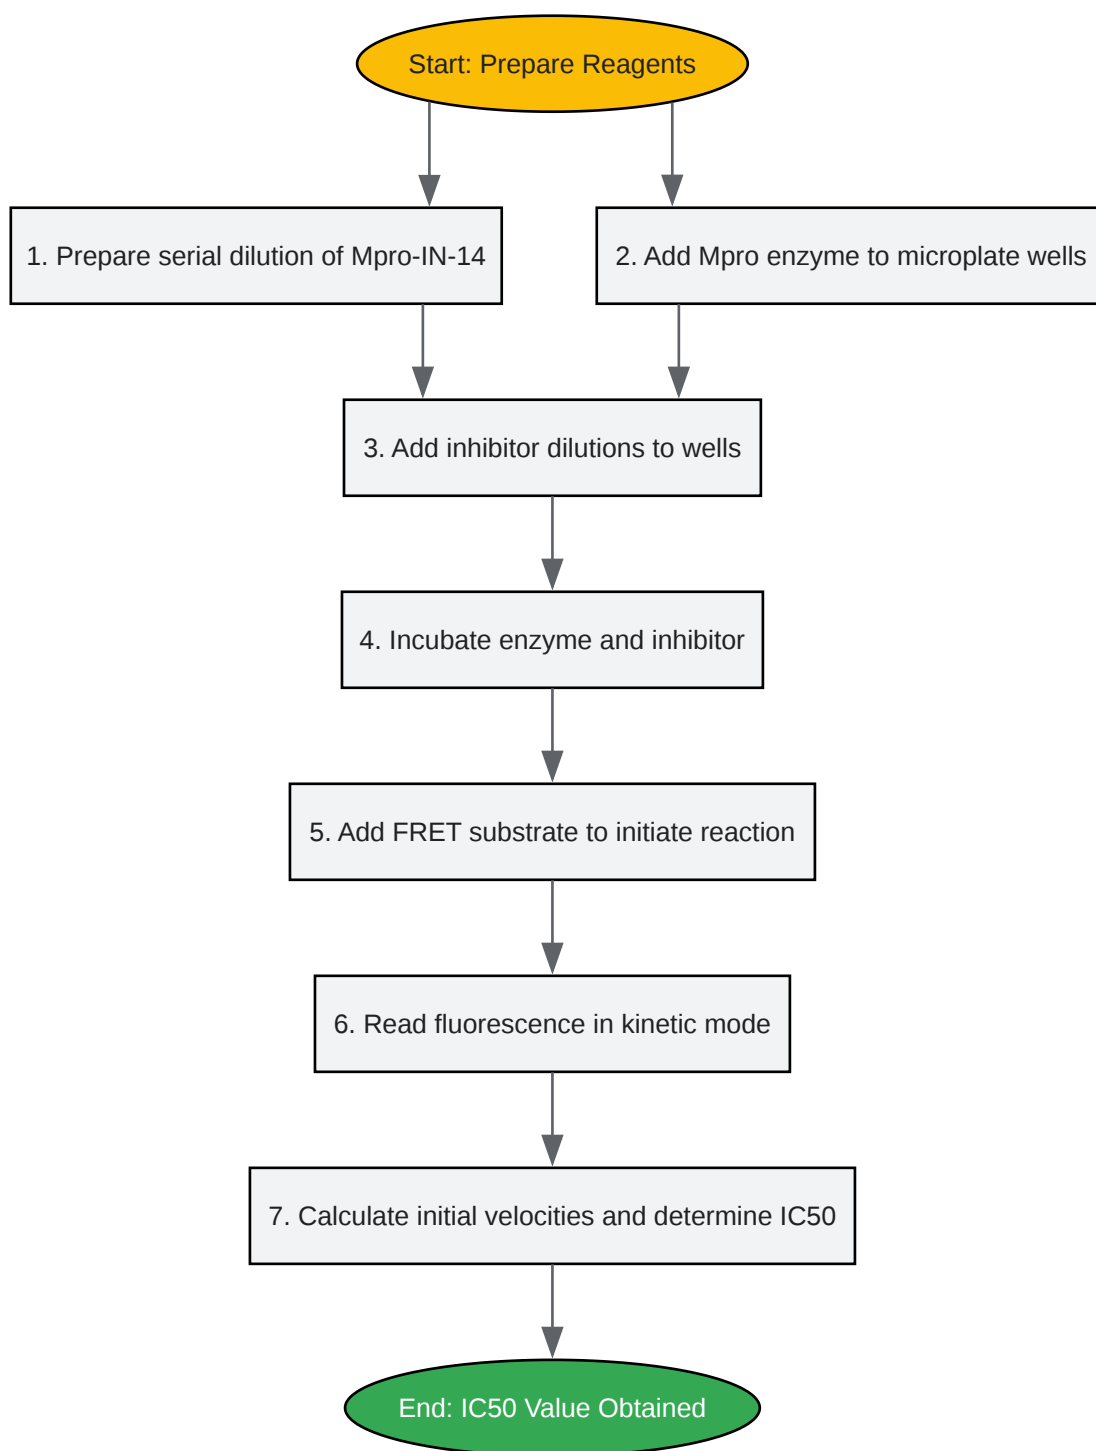 Start: Prepare Reagents
1. Prepare serial dilution of Mpro-IN-14
2. Add Mpro enzyme to microplate wells
3. Add inhibitor dilutions to wells
4. Incubate enzyme and inhibitor
5. Add FRET substrate to initiate reaction
6. Read fluorescence in kinetic mode
7. Calculate initial velocities and determine IC50
End: IC50 Value Obtained